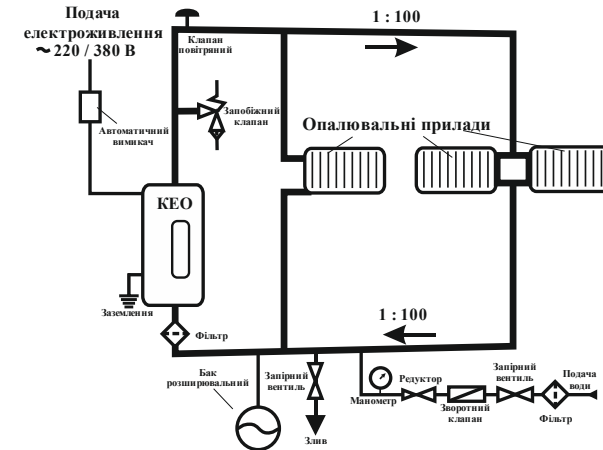 Подача
електроживлення
~ 220 / 380 В
Клапан
повітряний
1 : 100
Автоматичний
вимикач
Запобіжний
клапан
Опалювальні прилади
КЕО
Заземлення
Фільтр
1 : 100
Бак
розширювальний
Запірний
вентиль
Злив
Манометр
Редуктор
Зворотний
клапан
Запірний
вентиль
Фільтр
Подача
води